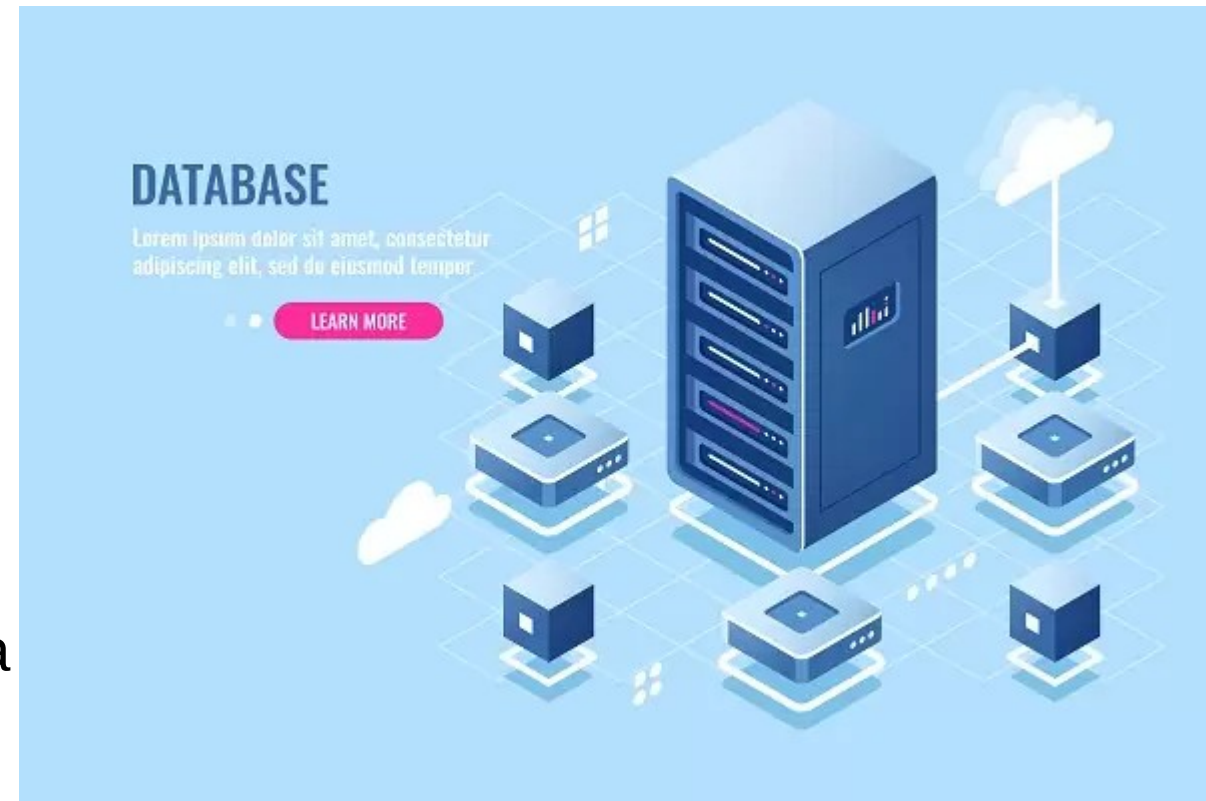 DATABASE
Lorem ipsum dolor sit amet, consectetur
adipiscing elit, sed do eiusmod tempor
LEARN MORE
a